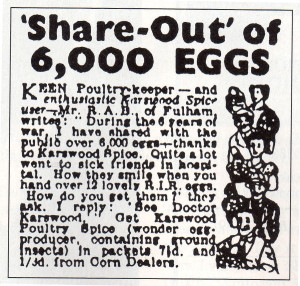 'Share-Out' of
6,000 EGGS
KEEN Poultry-keeper—and
enthusiastic Karswood Spice
user—Mr. R.A.B., of Fulham,
writes: "During the 6 years of
war, I have shared with the
public over 6,000 eggs—thanks
to Karswood Spice. Quite a lot
went to sick friends in hospi-
tal. How they smile when you
hand over 12 lovely R.I.R. eggs.
How do you get them? they
ask. I reply: 'See Doctor
Karswood.' Get Karswood
Poultry Spice (wonder egg-
producer, containing ground
insects) in packets 7½d. and
1/3d. from Corn Dealers.